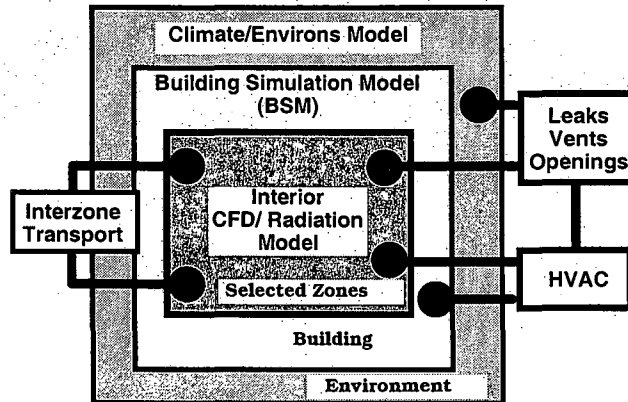 Climate/Environs Model
Building Simulation Model
(BSM)
Leaks
Vents
Openings
Interior
CFD/ Radiation
Model
Interzone
Transport
Selected Zones
HVAC
Building
Environment